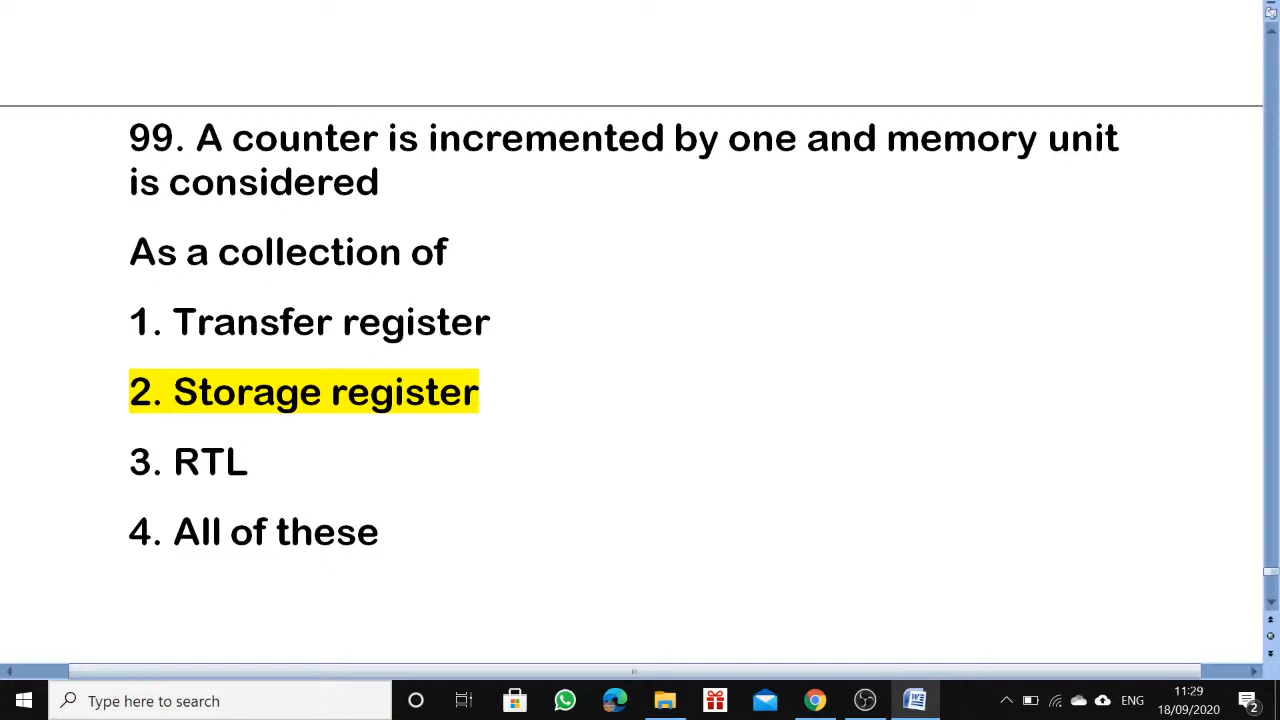 99. A counter is incremented by one and memory unit
is considered
As a collection of
1. Transfer register
2. Storage register
3. RTL
4. All of these
Type here to search
ENG
11:29
18/09/2020
2